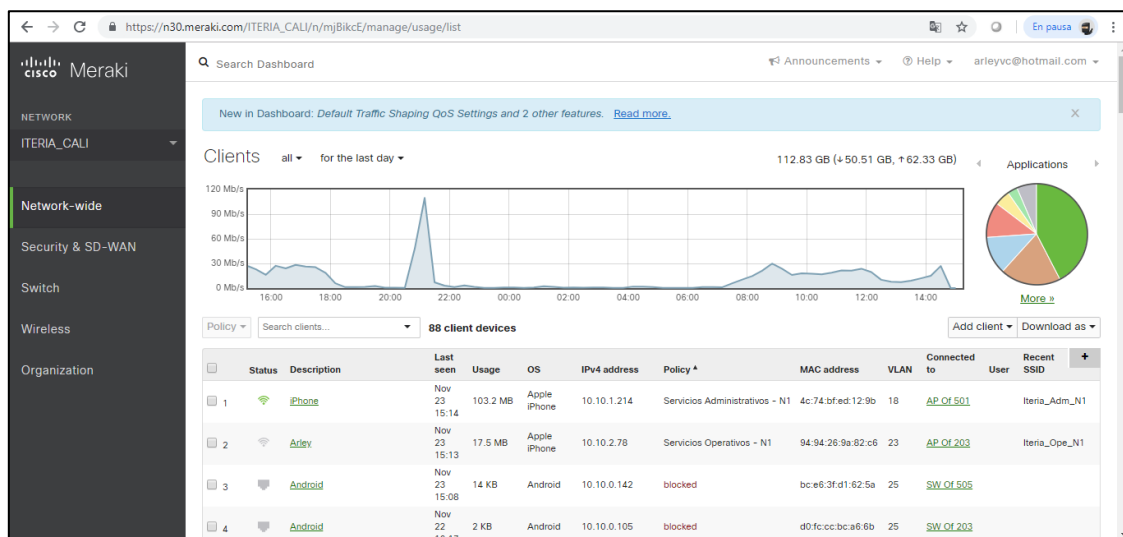 https://n30.meraki.com/ITERIA_CALI/n/mjBikcE/manage/usage/list
En pausa
cisco Meraki
Search Dashboard
Announcements
Help
arleyvc@hotmail.com
NETWORK
ITERIA_CALI
Network-wide
Security & SD-WAN
Switch
Wireless
Organization
New in Dashboard: Default Traffic Shaping QoS Settings and 2 other features. Read more.
X
Clients all for the last day
112.83 GB (↓50.51 GB, ↑62.33 GB)
Applications
120 Mb/s
90 Mb/s
60 Mb/s
30 Mb/s
0 Mb/s
16:00 18:00 20:00 22:00 00:00 02:00 04:00 06:00 08:00 10:00 12:00 14:00
More »
Policy Search clients... 88 client devices Add client Download as
Status Description Last seen Usage OS IPv4 address Policy MAC address VLAN Connected to User Recent SSID +
1 iPhone Nov 23 15:14 103.2 MB Apple iPhone 10.10.1.214 Servicios Administrativos - N1 4c:74:bf:ed:12:9b 18 AP Of 501 Iteria_Adm_N1
2 Arley Nov 23 15:13 17.5 MB Apple iPhone 10.10.2.78 Servicios Operativos - N1 94:94:26:9a:82:c6 23 AP Of 203 Iteria_Ope_N1
3 Android Nov 23 15:08 14 KB Android 10.10.0.142 blocked bc:e6:3f:d1:62:5a 25 SW Of 505
4 Android Nov 22 2 KB Android 10.10.0.105 blocked d0:fc:cc:bc:a6:6b 25 SW Of 203